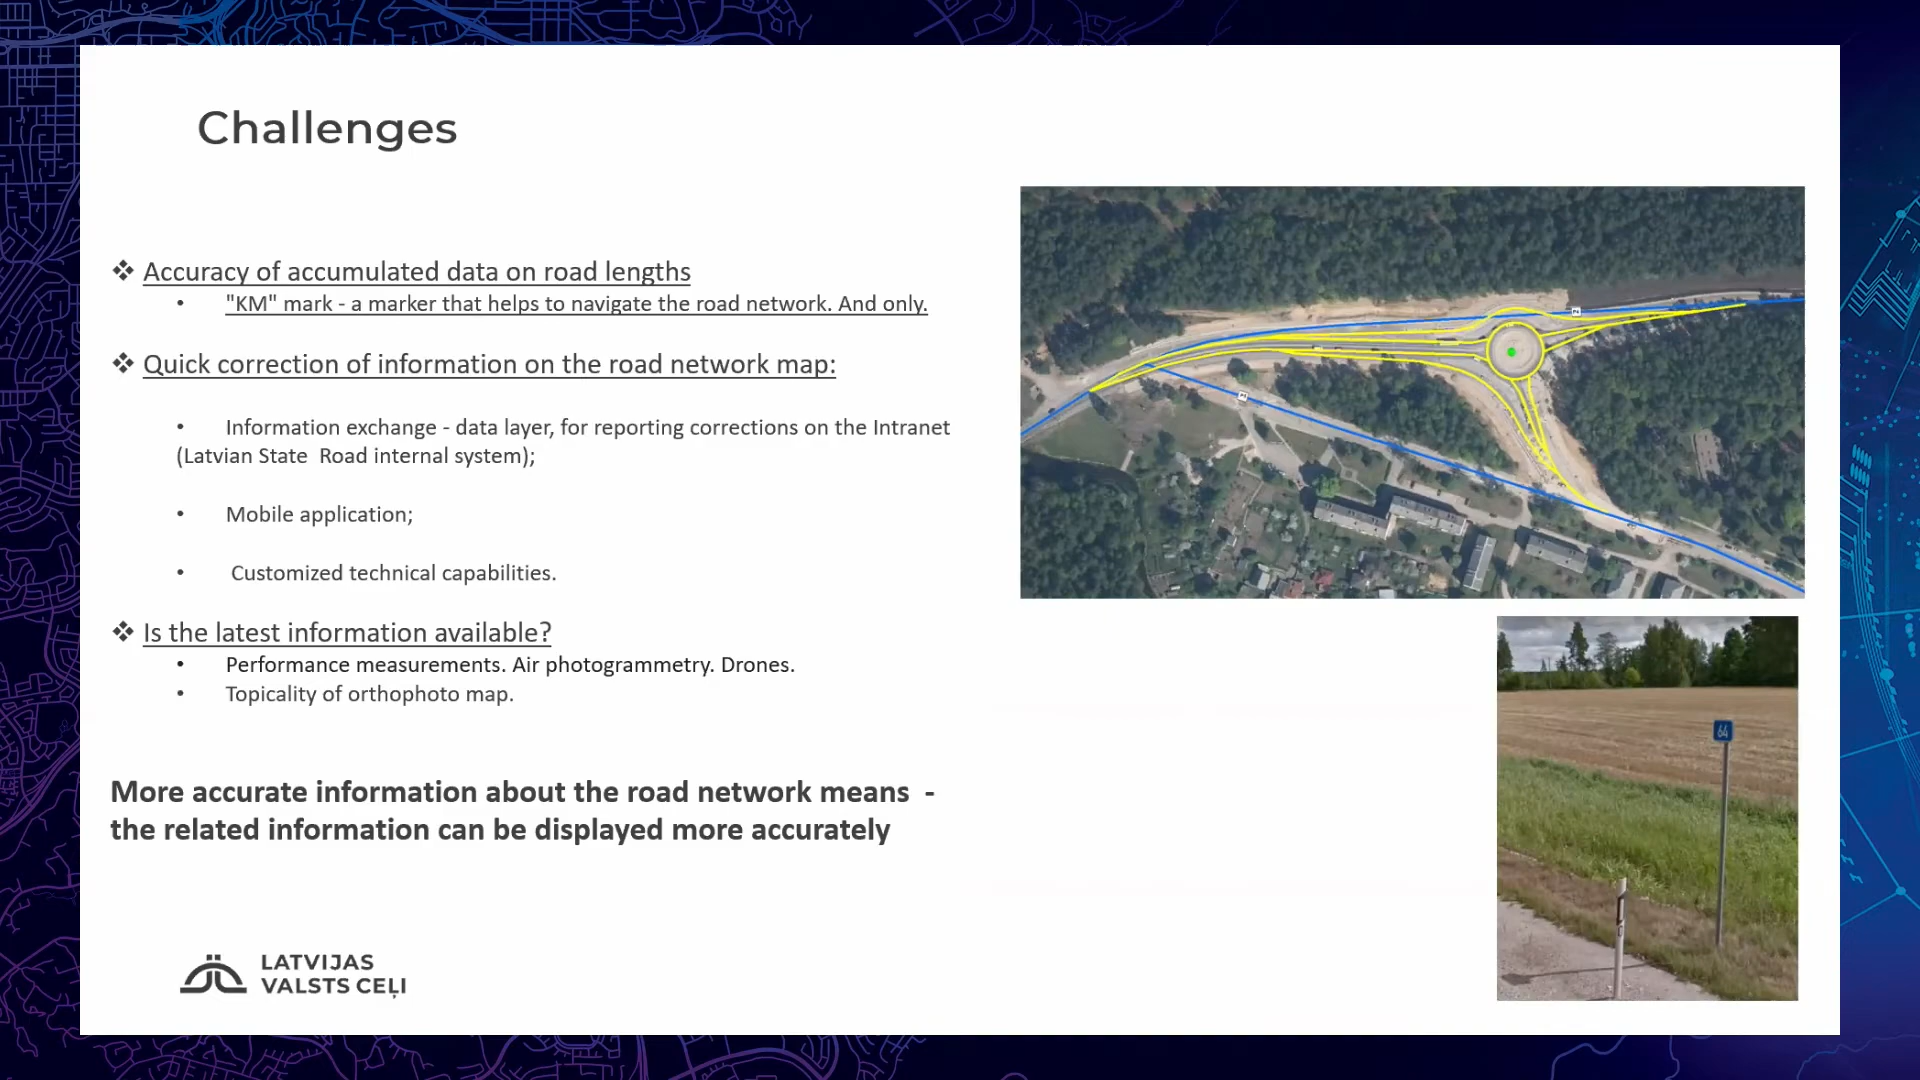 Challenges
❖ Accuracy of accumulated data on road lengths
• "KM" mark - a marker that helps to navigate the road network. And only.
❖ Quick correction of information on the road network map:
• Information exchange - data layer, for reporting corrections on the Intranet
(Latvian State Road internal system);
• Mobile application;
• Customized technical capabilities.
❖ Is the latest information available?
• Performance measurements. Air photogrammetry. Drones.
• Topicality of orthophoto map.
More accurate information about the road network means -
the related information can be displayed more accurately
LATVIJAS
VALSTS CEĻI
64